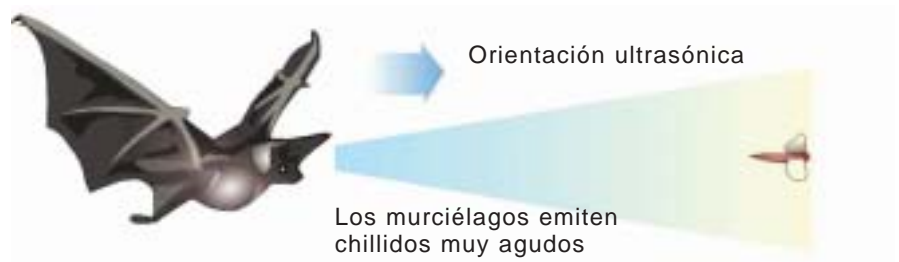 Orientación ultrasónica
Los murciélagos emiten
chillidos muy agudos